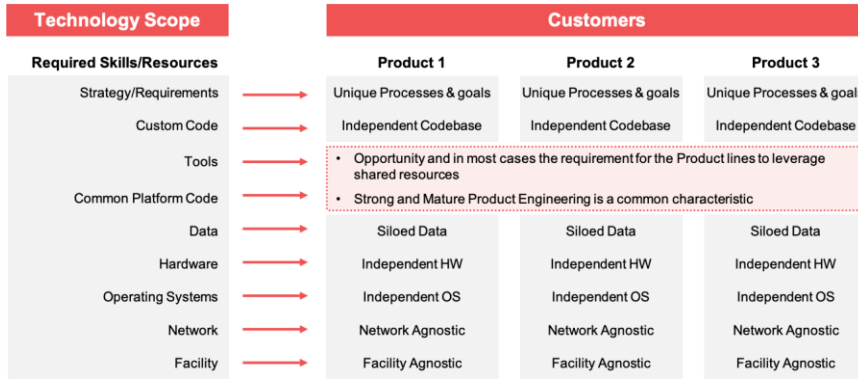 Technology Scope
Customers
Required Skills/Resources
Product 1
Product 2
Product 3
Strategy/Requirements
Unique Processes & goals
Unique Processes & goals
Unique Processes & goals
Custom Code
Independent Codebase
Independent Codebase
Independent Codebase
Tools
• Opportunity and in most cases the requirement for the Product lines to leverage
shared resources
Common Platform Code
• Strong and Mature Product Engineering is a common characteristic
Data
Siloed Data
Siloed Data
Siloed Data
Hardware
Independent HW
Independent HW
Independent HW
Operating Systems
Independent OS
Independent OS
Independent OS
Network
Network Agnostic
Network Agnostic
Network Agnostic
Facility
Facility Agnostic
Facility Agnostic
Facility Agnostic